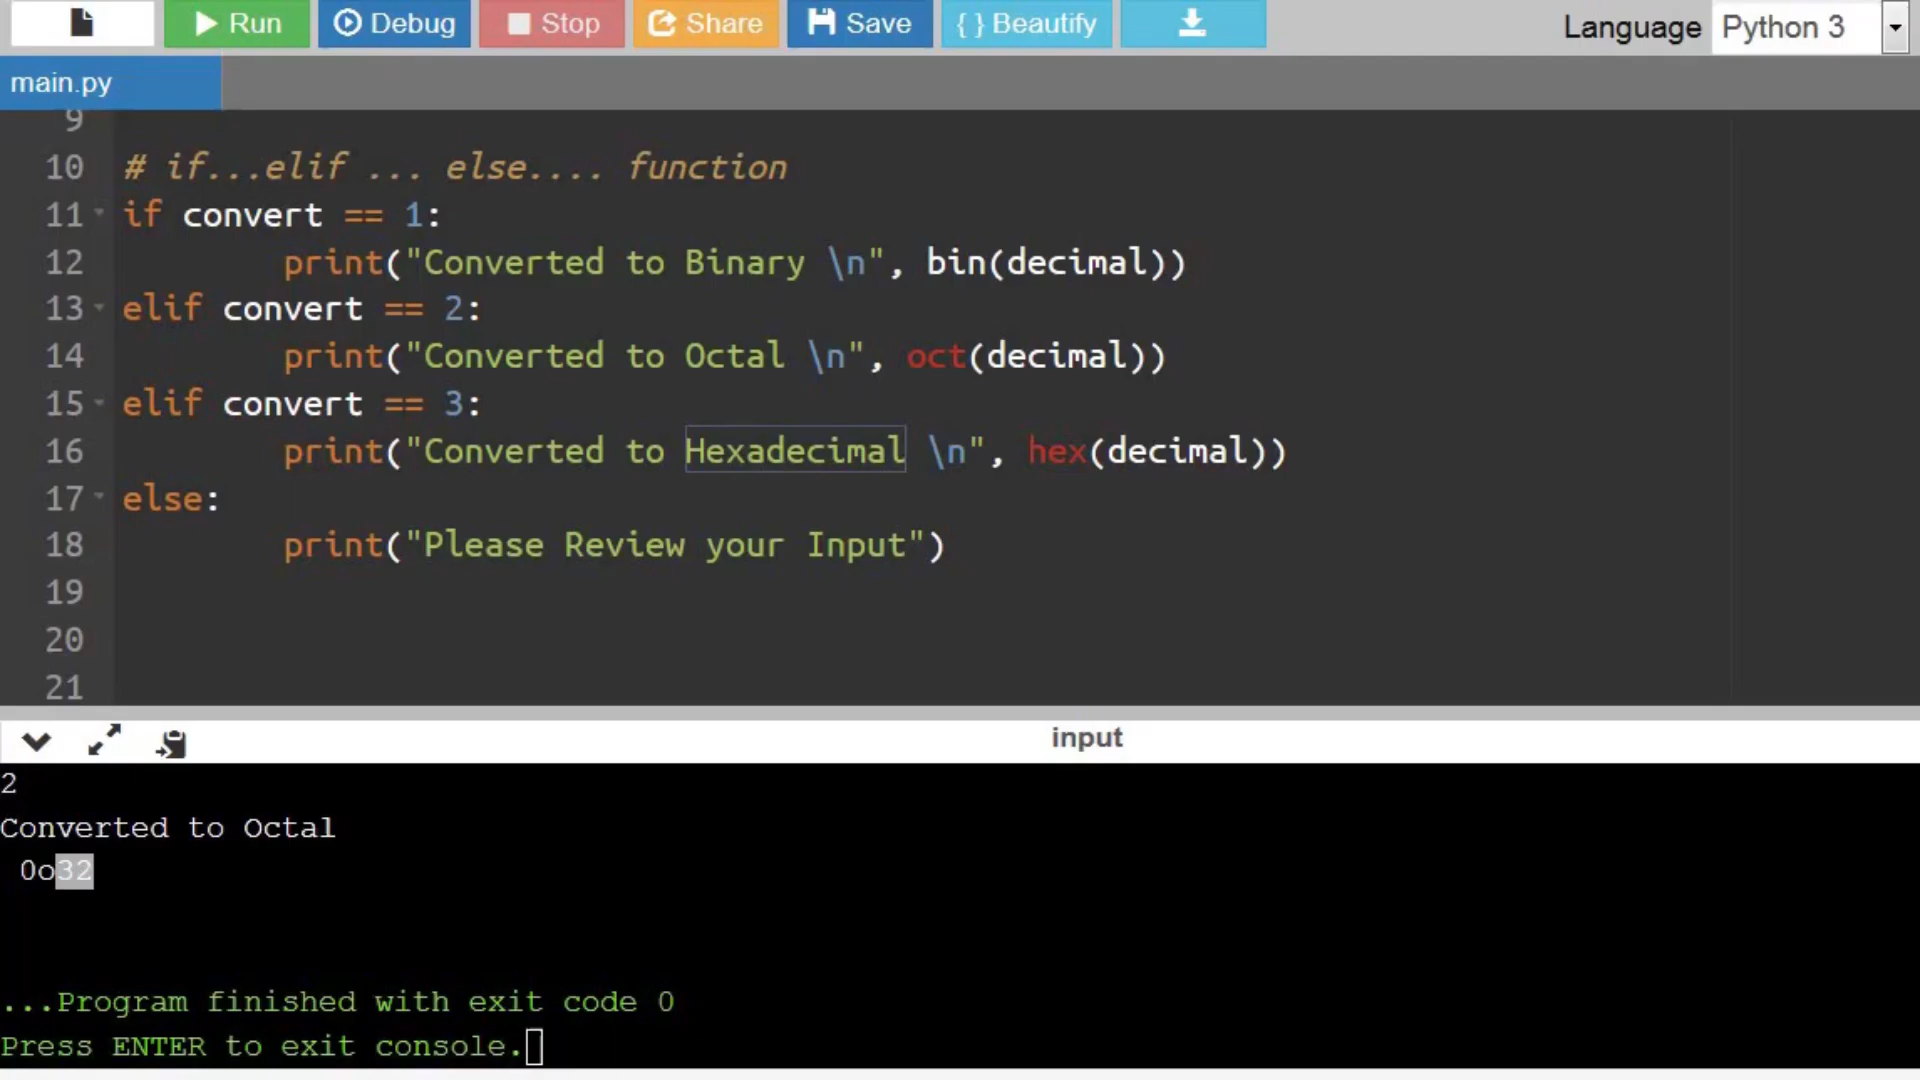 Run Debug Stop Share Save { } Beautify Language Python 3
main.py
9
10 # if...elif ... else.... function
11 if convert == 1:
12 print("Converted to Binary \n", bin(decimal))
13 elif convert == 2:
14 print("Converted to Octal \n", oct(decimal))
15 elif convert == 3:
16 print("Converted to Hexadecimal \n", hex(decimal))
17 else:
18 print("Please Review your Input")
19
20
21
input
2
Converted to Octal
0o32
...Program finished with exit code 0
Press ENTER to exit console.